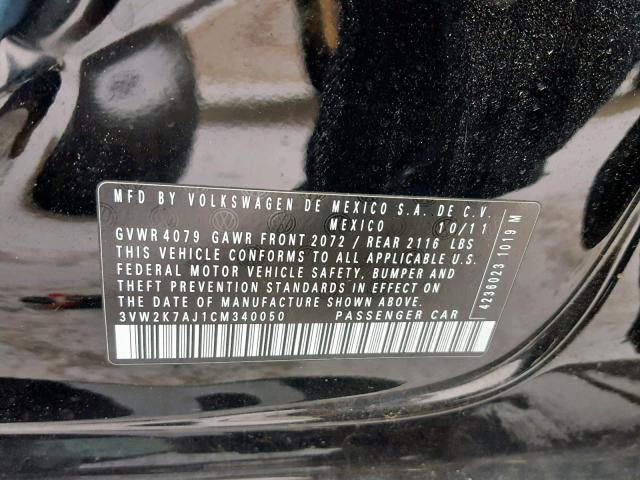 MFD BY VOLKSWAGEN DE MEXICO S.A. DE C.V.
MEXICO 10/11
GVWR 4079 GAWR FRONT 2072 / REAR 2116 LBS
THIS VEHICLE CONFORMS TO ALL APPLICABLE U.S.
FEDERAL MOTOR VEHICLE SAFETY, BUMPER AND
THEFT PREVENTION STANDARDS IN EFFECT ON
THE DATE OF MANUFACTURE SHOWN ABOVE.
3VW2K7AJ1CM340050 PASSENGER CAR
4236023 1019 M